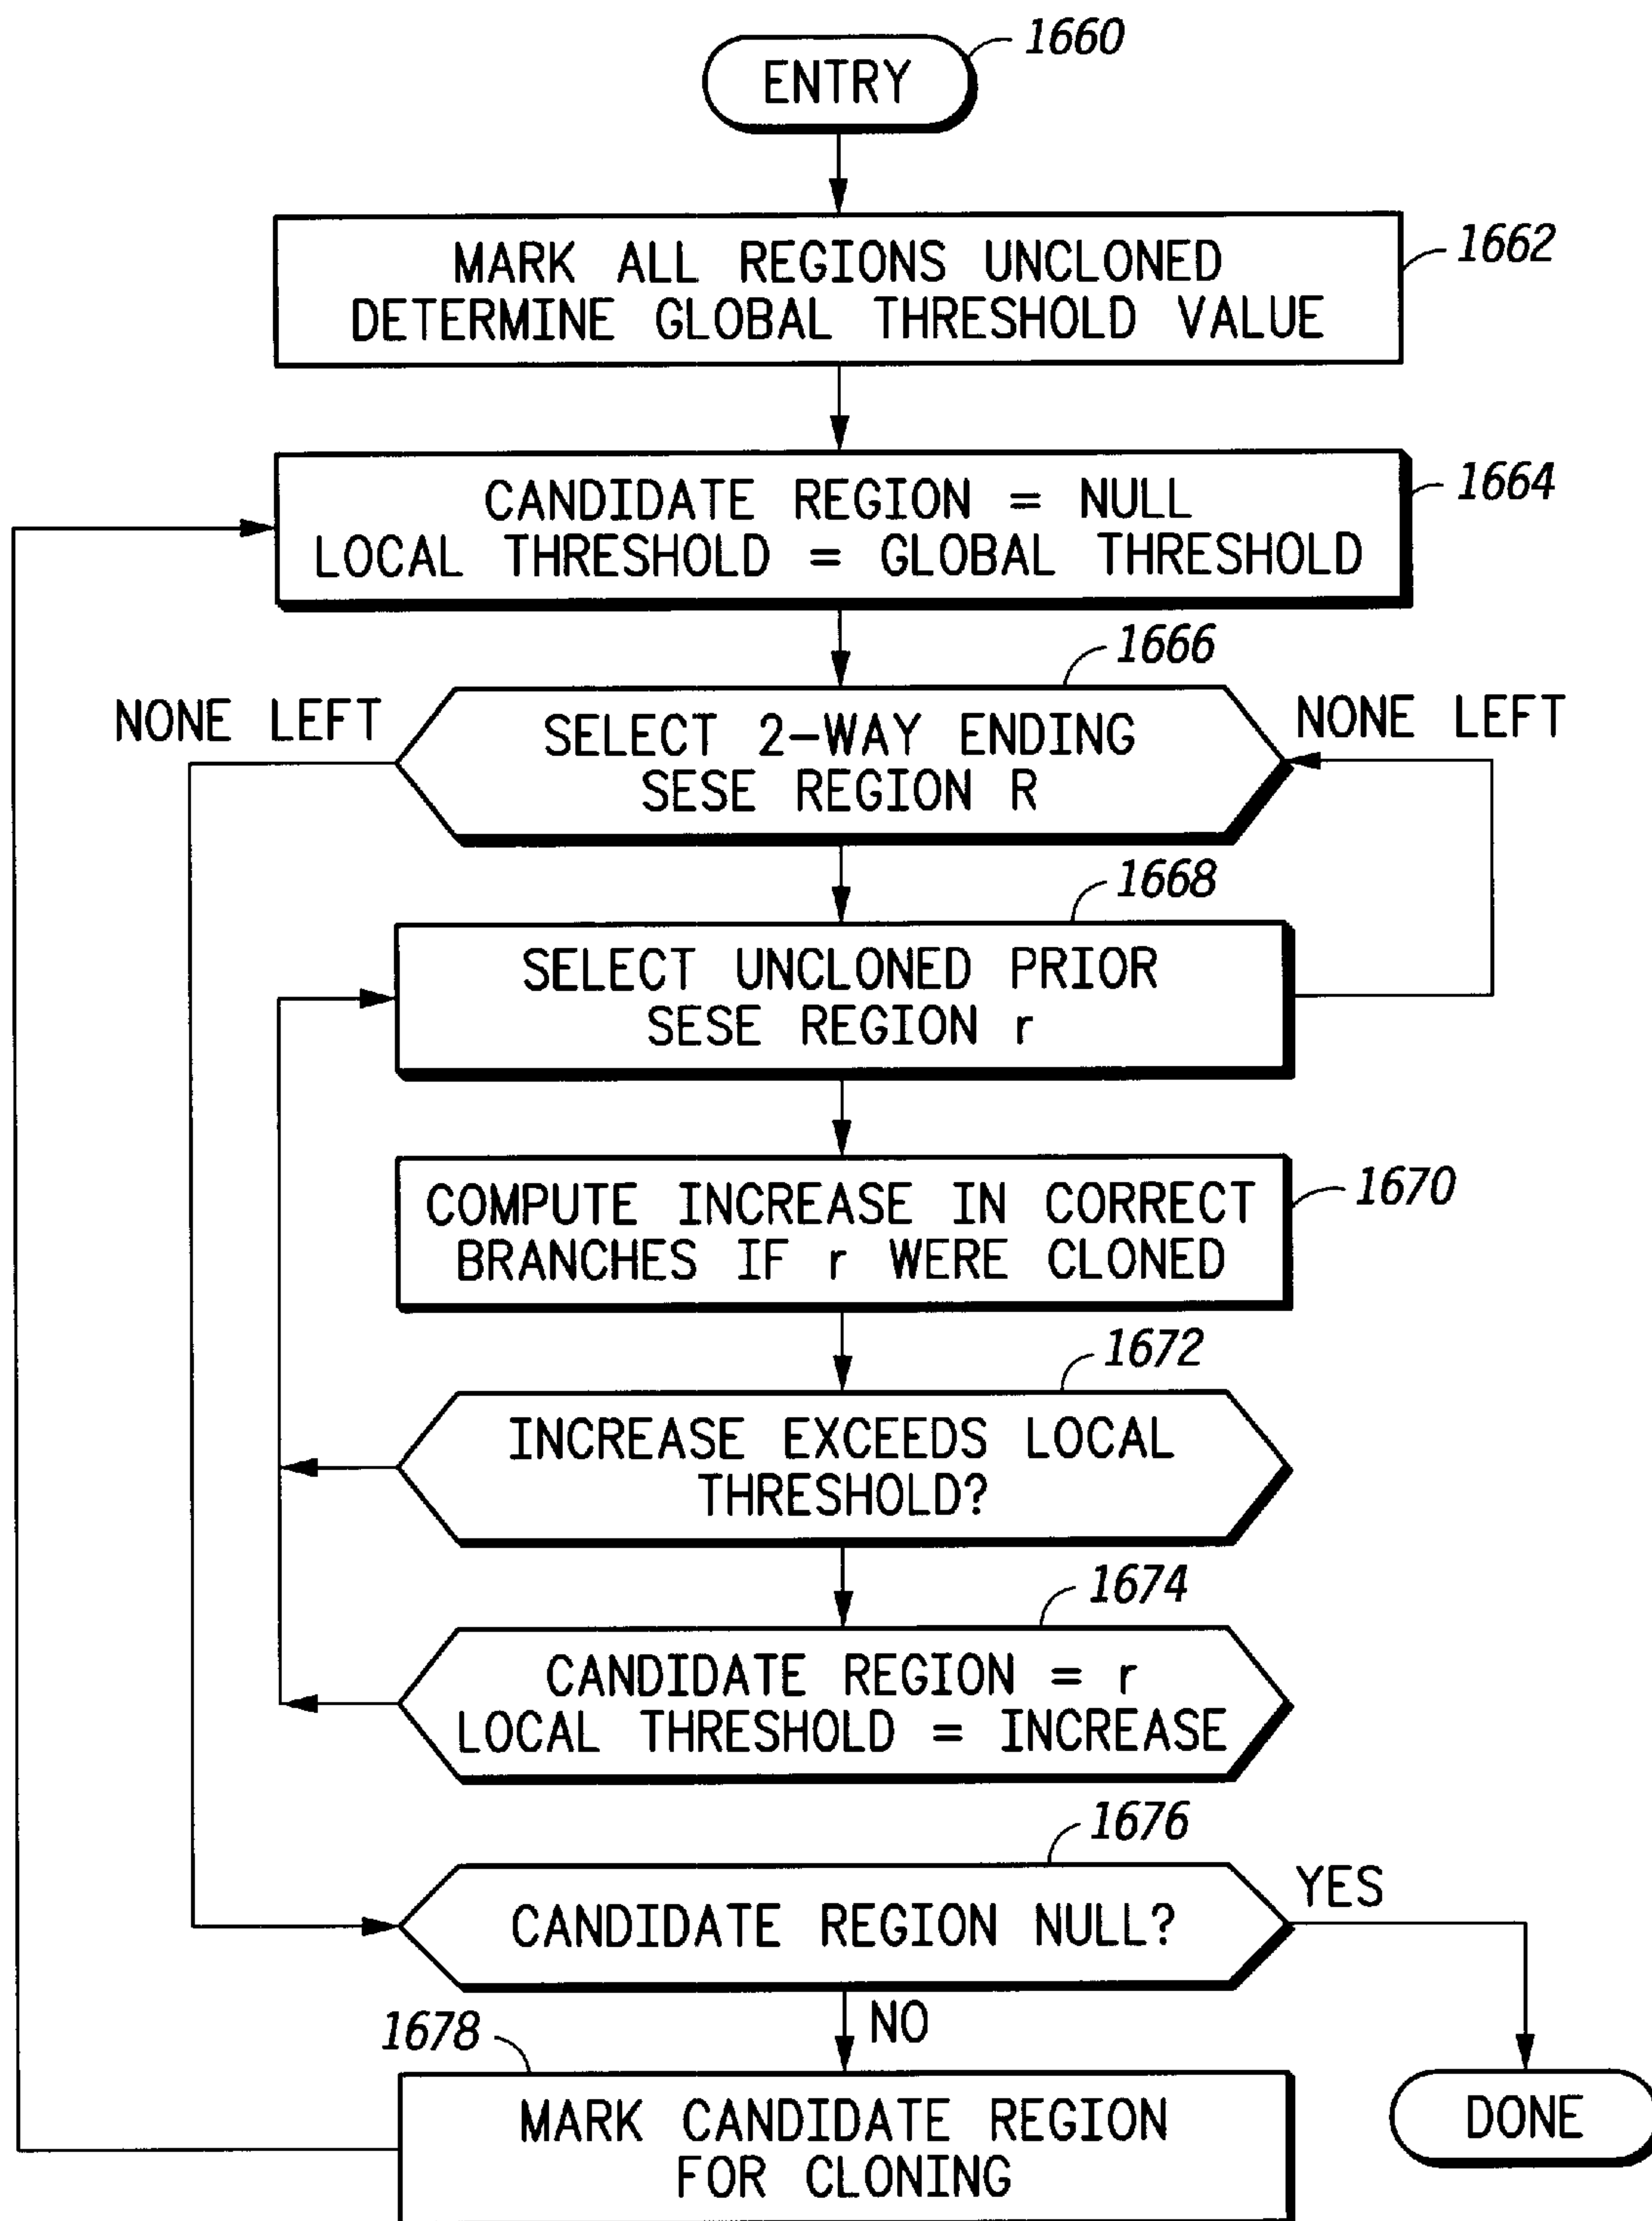 1660
ENTRY
1662
MARK ALL REGIONS UNCLONED
DETERMINE GLOBAL THRESHOLD VALUE
1664
CANDIDATE REGION = NULL
LOCAL THRESHOLD = GLOBAL THRESHOLD
1666
NONE LEFT
SELECT 2-WAY ENDING
SESE REGION R
NONE LEFT
1668
SELECT UNCLONED PRIOR
SESE REGION r
1670
COMPUTE INCREASE IN CORRECT
BRANCHES IF r WERE CLONED
1672
INCREASE EXCEEDS LOCAL
THRESHOLD?
1674
CANDIDATE REGION = r
LOCAL THRESHOLD = INCREASE
1676
CANDIDATE REGION NULL?
YES
NO
1678
MARK CANDIDATE REGION
FOR CLONING
DONE